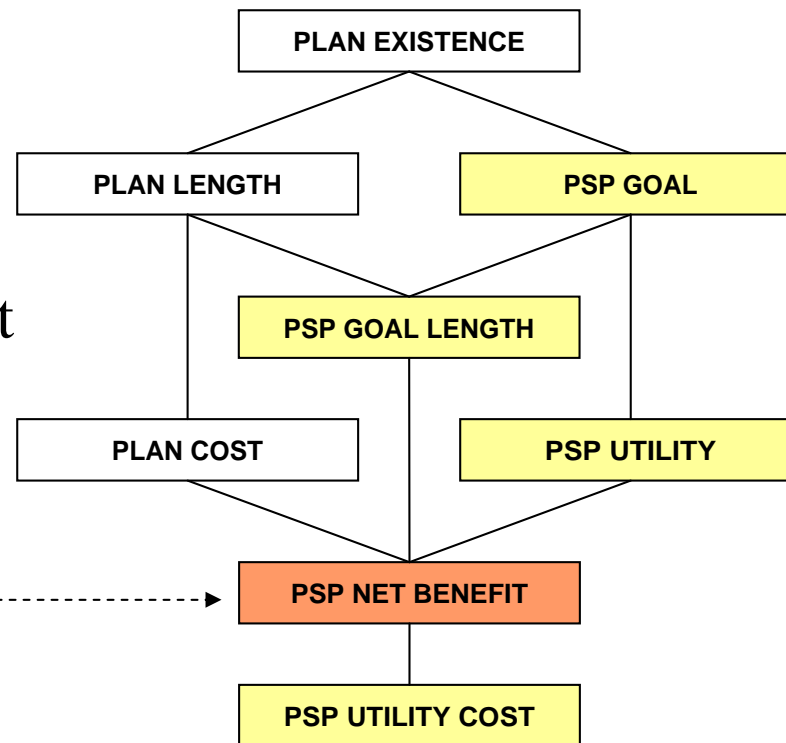 PLAN EXISTENCE
PLAN LENGTH
PSP GOAL
t
PSP GOAL LENGTH
PLAN COST
PSP UTILITY
PSP NET BENEFIT
PSP UTILITY COST